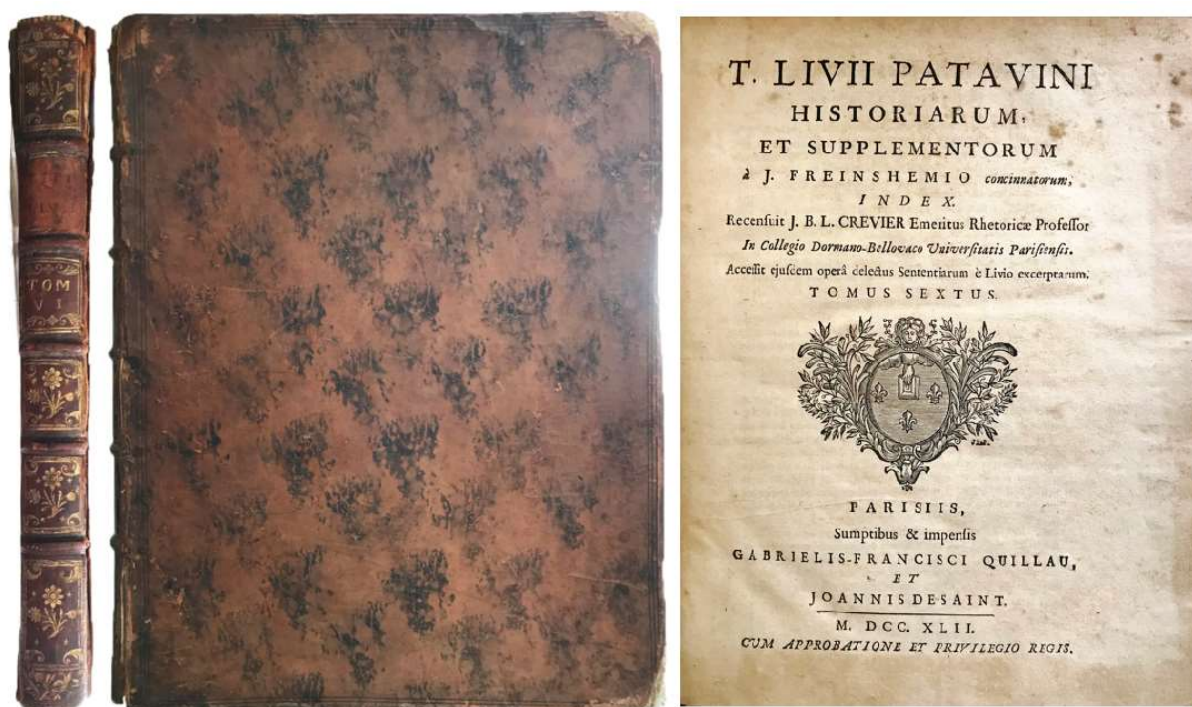 TOM
VI
T. LIVII PATAVINI
HISTORIARUM,
ET SUPPLEMENTORUM
à J. FREINSHEMIO concinnatorum,
INDEX.
Recensuit J. B. L. CREVIER Emeritus Rhetoricæ Professor
In Collegio Dormano-Bellovaco Universitatis Parisiensis.
Accessit ejusdem operâ delectus Sententiarum è Livio excerptarum.
TOMUS SEXTUS.
PARISIIS,
Sumptibus & impensis
GABRIELIS-FRANCISCI QUILLAU,
ET
JOANNIS DESAINT.
M. DCC. XLII.
CUM APPROBATIONE ET PRIVILEGIO REGIS.